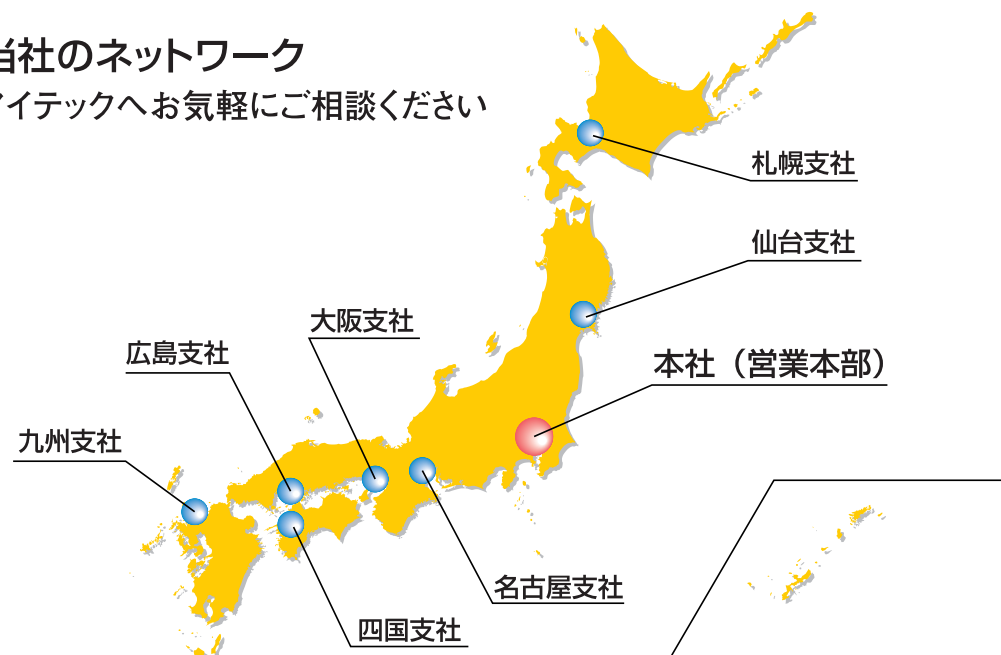 当社のネットワーク
アイテックへお気軽にご相談ください
札幌支社
仙台支社
大阪支社
広島支社
本社（営業本部）
九州支社
名古屋支社
四国支社